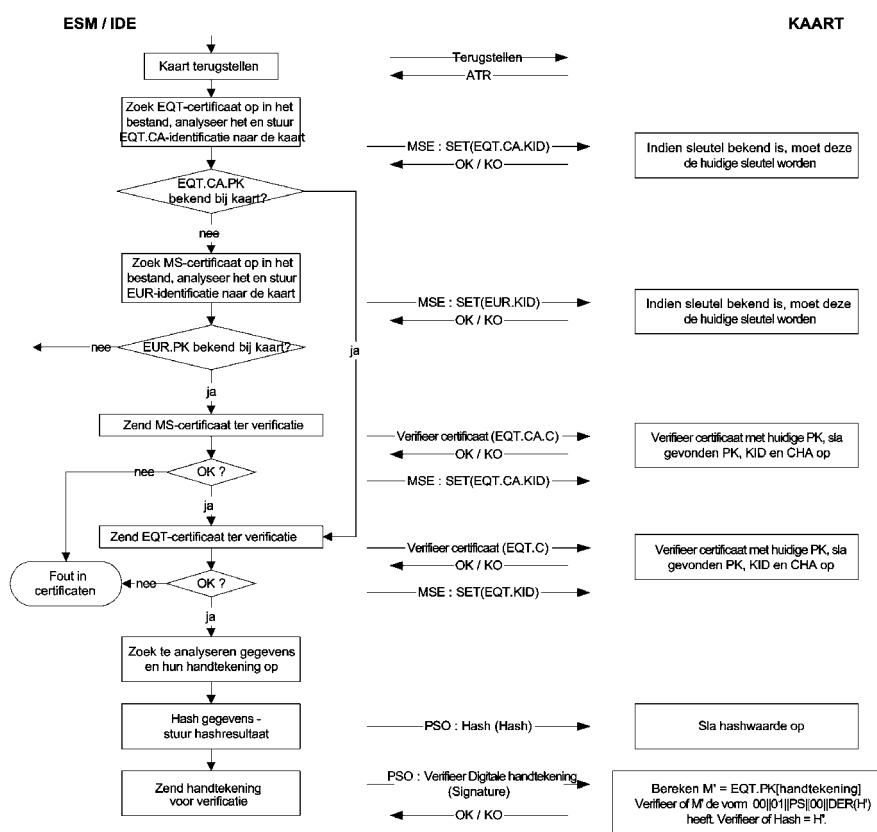 ESM / IDE
KAART
Kaart terugstellen
Terugstellen
ATR
Zoek EQT-certificaat op in het
bestand, analyseer het en stuur
EQT.CA-identificatie naar de kaart
MSE : SET(EQT.CA.KID)
OK / KO
Indien sleutel bekend is, moet deze
de huidige sleutel worden
EQT.CA.PK
bekend bij kaart?
nee
Zoek MS-certificaat op in het
bestand, analyseer het en stuur
EUR-identificatie naar de kaart
MSE : SET(EUR.KID)
OK / KO
Indien sleutel bekend is, moet deze
de huidige sleutel worden
nee
EUR.PK bekend bij kaart?
ja
ja
Zend MS-certificaat ter verificatie
Verifieer certificaat (EQT.CA.C)
OK / KO
Verifieer certificaat met huidige PK, sla
gevonden PK, KID en CHA op
nee
OK ?
MSE : SET(EQT.CA.KID)
ja
Zend EQT-certificaat ter verificatie
Verifieer certificaat (EQT.C)
OK / KO
Verifieer certificaat met huidige PK, sla
gevonden PK, KID en CHA op
Fout in
certificaten
nee
OK ?
MSE : SET(EQT.KID)
ja
Zoek te analyseren gegevens
en hun handtekening op
Hash gegevens -
stuur hashresultaat
PSO : Hash (Hash)
Sla hashwaarde op
Zend handtekening
voor verificatie
PSO : Verifieer Digitale handtekening
(Signature)
OK / KO
Bereken M' = EQT.PK[handtekening]
Verifieer of M' de vorm 00||01||PS||00||DER(H')
heeft. Verifieer of Hash = H'.